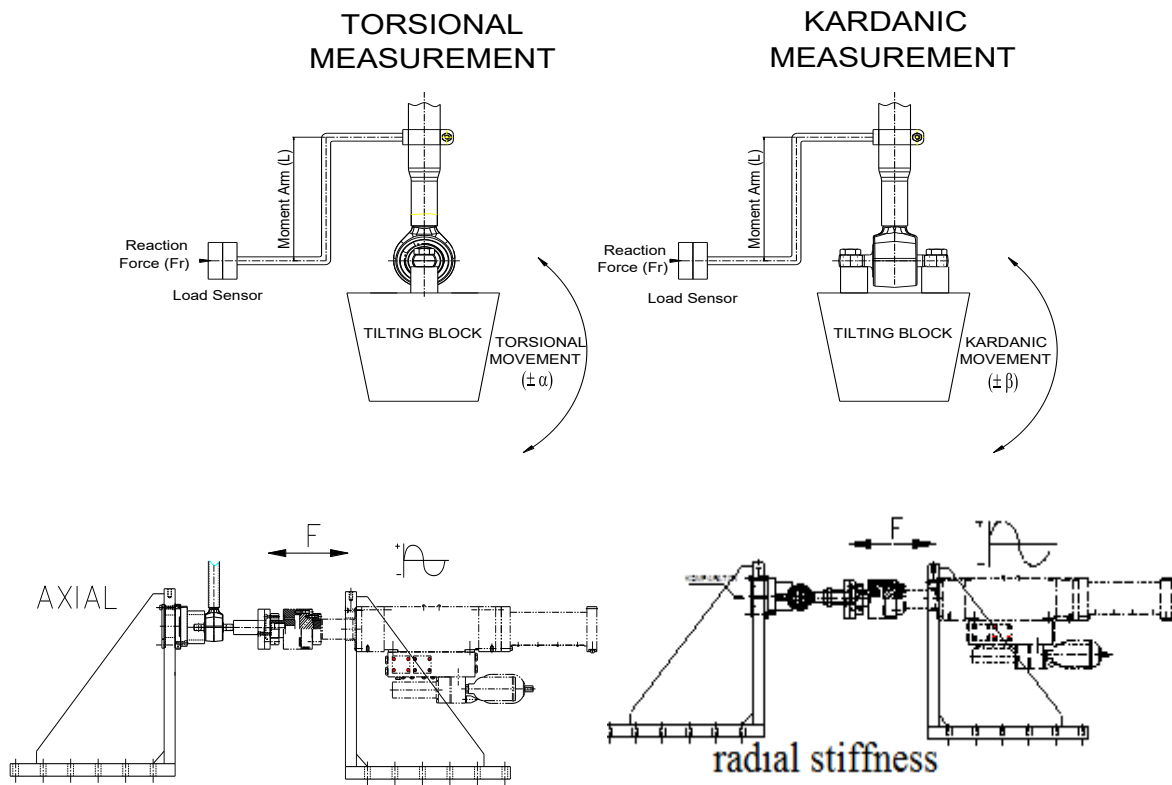 TORSIONAL
MEASUREMENT
Moment Arm (L)
Reaction
Force (Fr)
Load Sensor
TILTING BLOCK
TORSIONAL
MOVEMENT
(± α)
KARDANIC
MEASUREMENT
Moment Arm (L)
Reaction
Force (Fr)
Load Sensor
TILTING BLOCK
KARDANIC
MOVEMENT
(± β)
AXIAL
F
+
−
F
+
−
radial stiffness